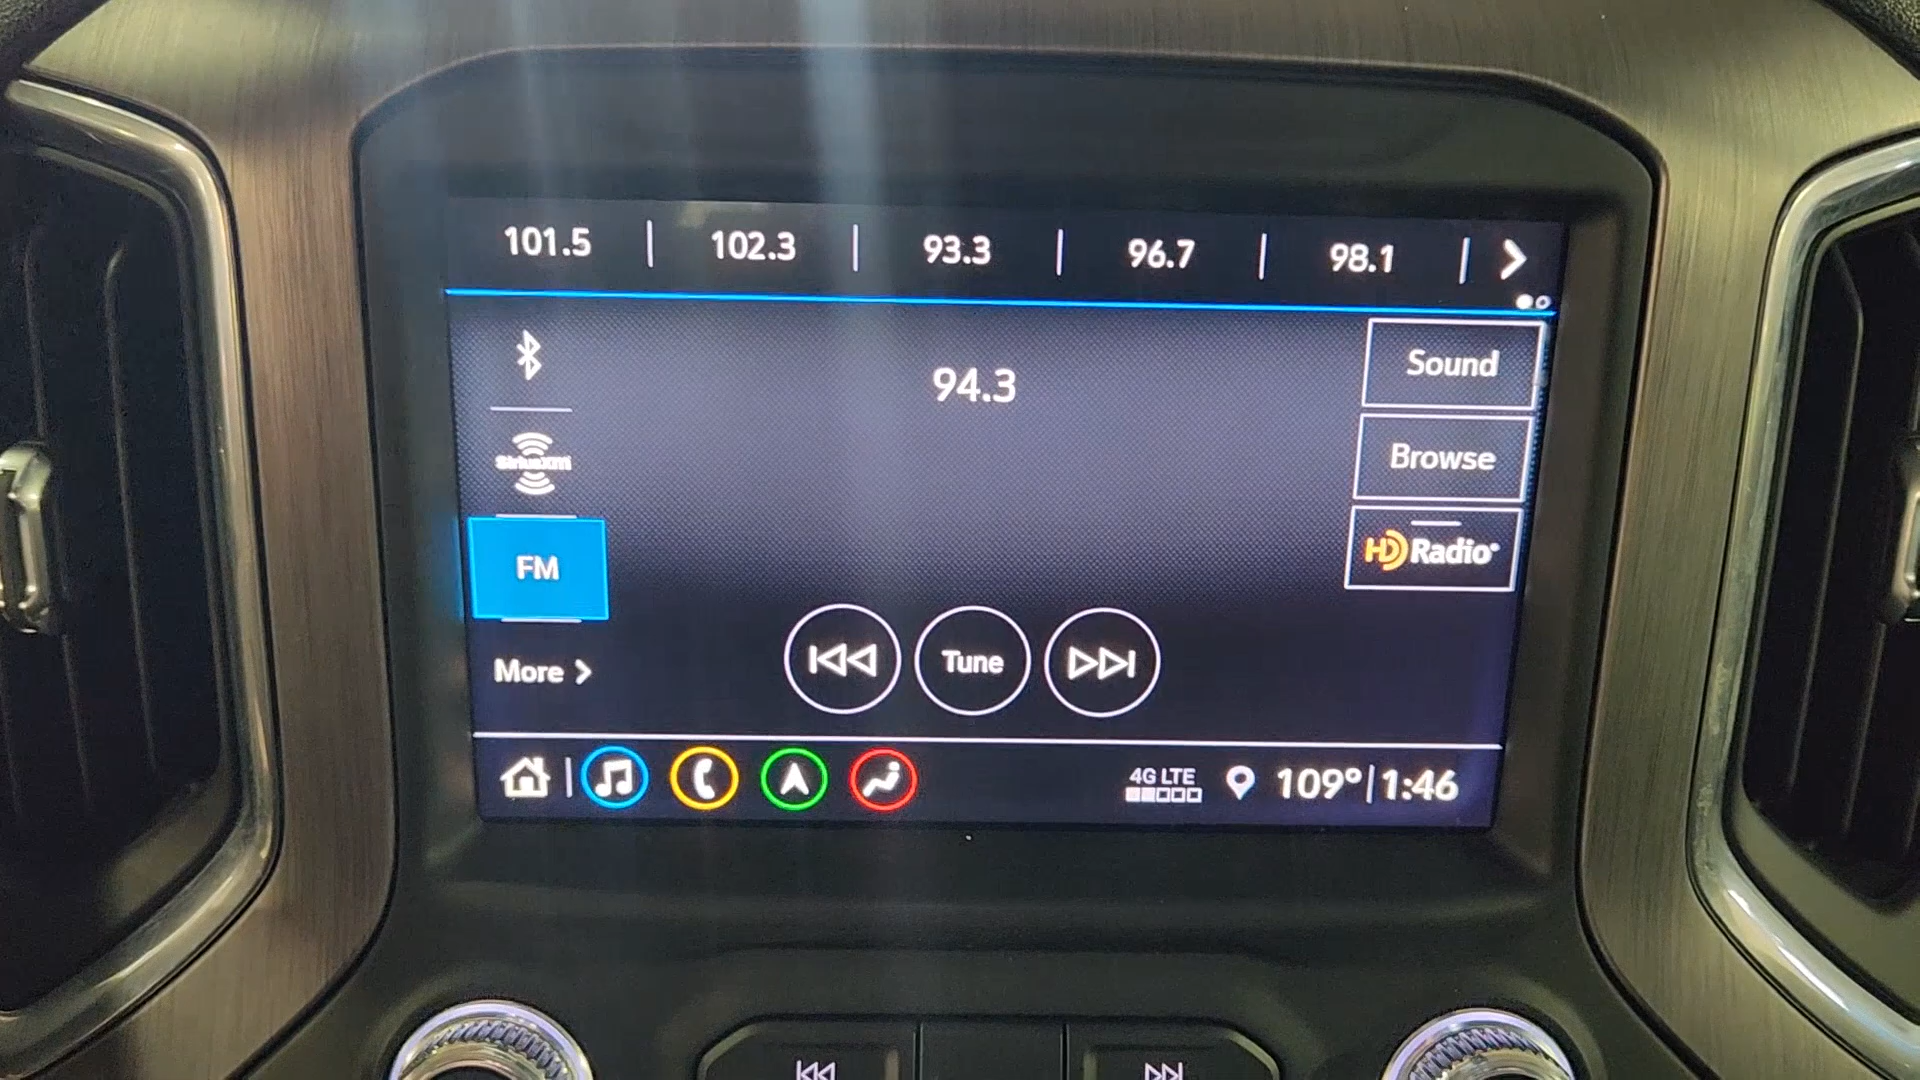 101.5 | 102.3 | 93.3 | 96.7 | 98.1
94.3
Sound
Browse
HD Radio®
SiriusXM
FM
More
Tune
4G LTE
109° | 1:46